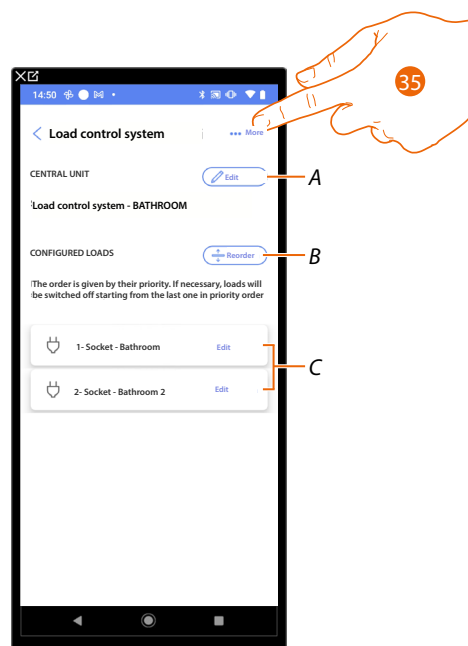 35
14:50
Load control system
••• More
CENTRAL UNIT
Edit
A
Load control system - BATHROOM
CONFIGURED LOADS
Reorder
B
The order is given by their priority. If necessary, loads will
be switched off starting from the last one in priority order
1- Socket - Bathroom
Edit
C
2- Socket - Bathroom 2
Edit